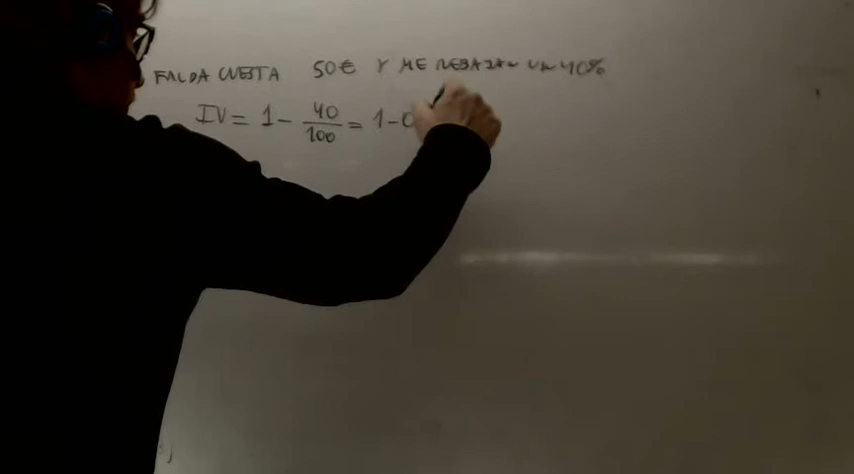 FALDA CUESTA 50€ Y ME REBAJAN UN 40%
IV = 1 - 40/100 = 1-0